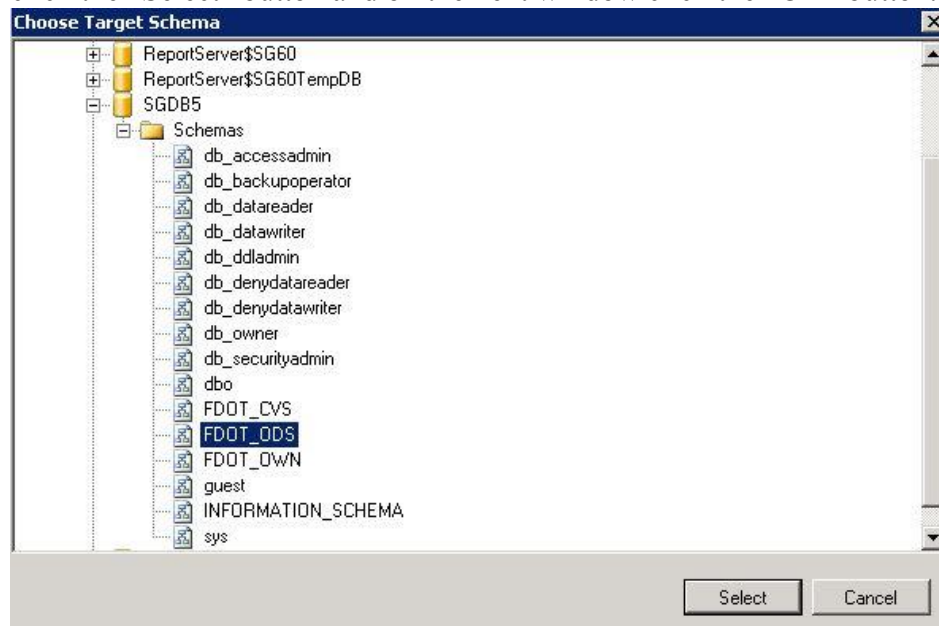 Choose Target Schema
ReportServer$SG60
ReportServer$SG60TempDB
SGDB5
Schemas
db_accessadmin
db_backupoperator
db_datareader
db_datawriter
db_ddladmin
db_denydatareader
db_denydatawriter
db_owner
db_securityadmin
dbo
FDOT_CVS
FDOT_ODS
FDOT_OWN
guest
INFORMATION_SCHEMA
sys
Select Cancel